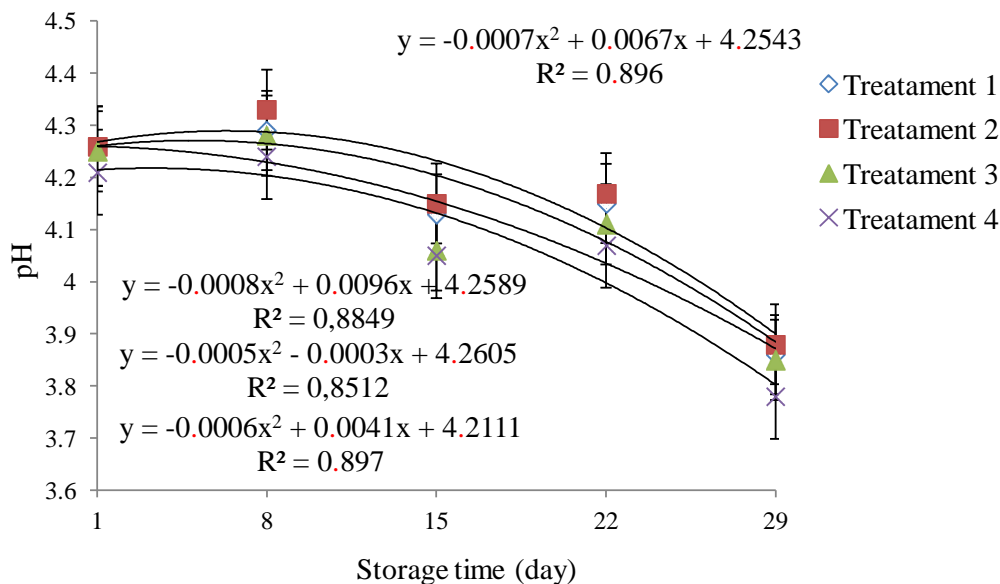 y = -0.0007x² + 0.0067x + 4.2543
R² = 0.896
4.5
4.4
4.3
4.2
4.1
4
3.9
3.8
3.7
3.6
pH
y = -0.0008x² + 0.0096x + 4.2589
R² = 0,8849
y = -0.0005x² - 0.0003x + 4.2605
R² = 0,8512
y = -0.0006x² + 0.0041x + 4.2111
R² = 0.897
1 8 15 22 29
Storage time (day)
Treatament 1
Treatament 2
Treatament 3
Treatament 4